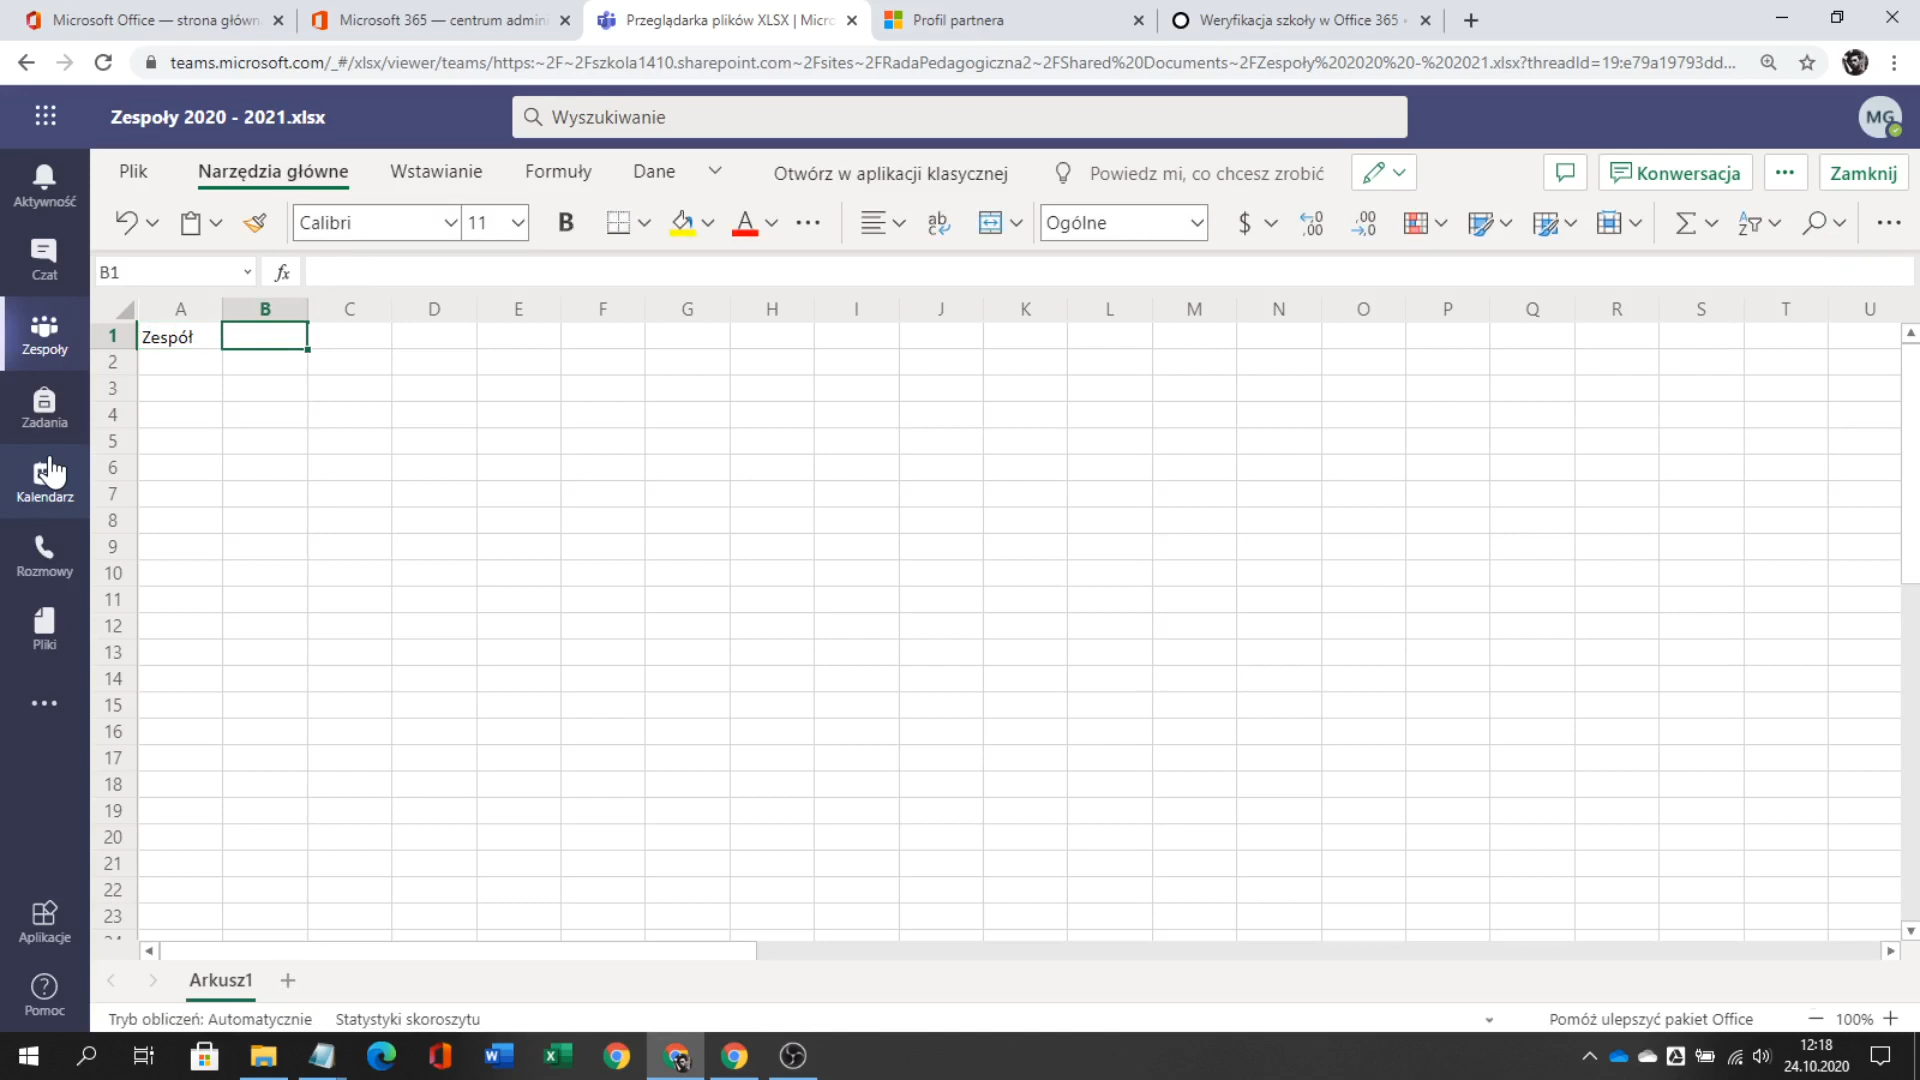 Microsoft Office — strona główn
Microsoft 365 — centrum admini
Przeglądarka plików XLSX | Micro
Profil partnera
Weryfikacja szkoły w Office 365
teams.microsoft.com/_#/xlsx/viewer/teams/https:~2F~2Fszkola1410.sharepoint.com~2Fsites~2FRadaPedagogiczna2~2FShared%20Documents~2FZespoły%202020%20-%202021.xlsx?threadId=19:e79a19793dd...
Zespoły 2020 - 2021.xlsx
Wyszukiwanie
MG
Plik
Narzędzia główne
Wstawianie
Formuły
Dane
Otwórz w aplikacji klasycznej
Powiedz mi, co chcesz zrobić
Konwersacja
Zamknij
Calibri
11
B
A
ab
c
Ogólne
$
0
,00
,00
0
B1
fx
Aktywność
Czat
Zespoły
Zadania
Kalendarz
Rozmowy
Pliki
Aplikacje
Pomoc
A B C D E F G H I J K L M N O P Q R S T U
1 Zespół
2
3
4
5
6
7
8
9
10
11
12
13
14
15
16
17
18
19
20
21
22
23
Arkusz1
Tryb obliczeń: Automatycznie
Statystyki skoroszytu
Pomóż ulepszyć pakiet Office
100%
12:18
24.10.2020